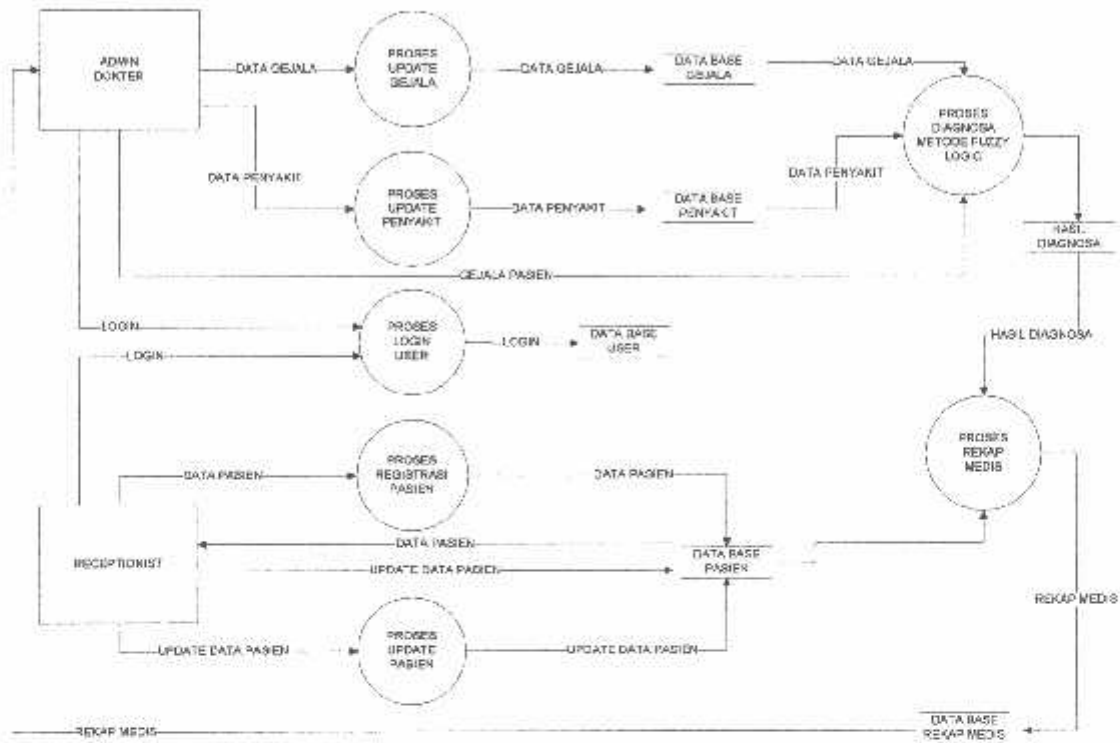 ADMIN
DOKTER
DATA GEJALA
PROSES
UPDATE
GEJALA
DATA GEJALA
DATA BASE
GEJALA
DATA GEJALA
PROSES
DIAGNOSA
METODE FUZZY
LOGIC
DATA PENYAKIT
PROSES
UPDATE
PENYAKIT
DATA PENYAKIT
DATA BASE
PENYAKIT
DATA PENYAKIT
HASIL
DIAGNOSA
GEJALA PASIEN
LOGIN
LOGIN
PROSES
LOGIN
USER
LOGIN
DATA BASE
USER
HASIL DIAGNOSA
DATA PASIEN
PROSES
REGISTRASI
PASIEN
DATA PASIEN
PROSES
REKAP
MEDIS
RECEPTIONIST
DATA PASIEN
UPDATE DATA PASIEN
DATA BASE
PASIEN
REKAP MEDIS
UPDATE DATA PASIEN
PROSES
UPDATE
PASIEN
UPDATE DATA PASIEN
REKAP MEDIS
DATA BASE
REKAP MEDIS